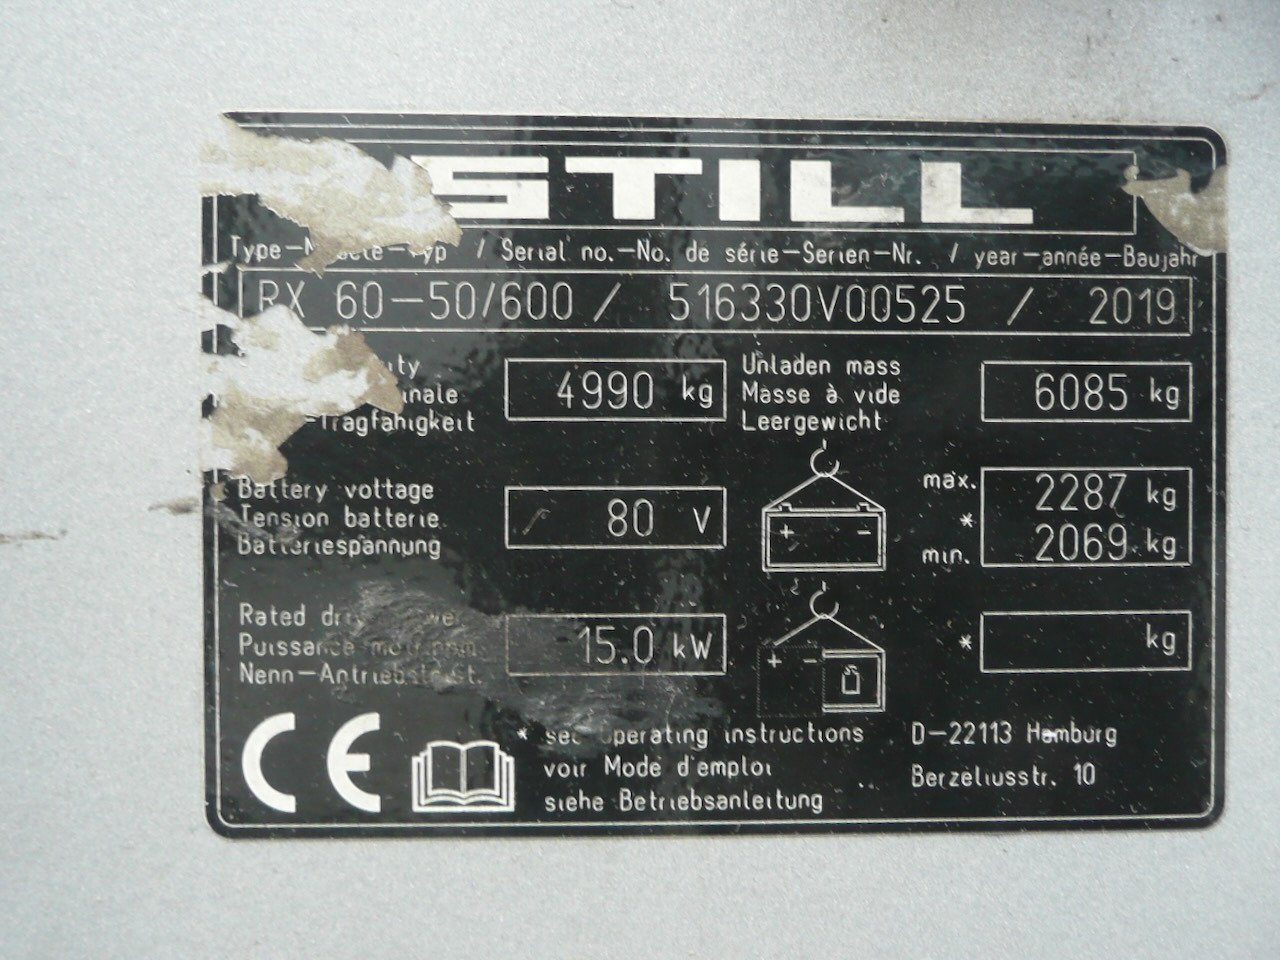 STILL
Type-Modèle-Typ / Serial no.-No. de série-Serien-Nr. / year-année-Baujahr
RX 60-50/600 / 516330V00525 / 2019
4990 kg
Unladen mass
Masse à vide
Leergewicht
6085 kg
Battery voltage
Tension batterie
Batteriespannung
80 V
max. 2287 kg
*
min. 2069 kg
+ -
Rated
Puissance
Nenn-Antriebsleist.
15.0 kW
+ -
* kg
CE
* see operating instructions
voir Mode d'emploi
siehe Betriebsanleitung
D-22113 Hamburg
Berzeliusstr. 10